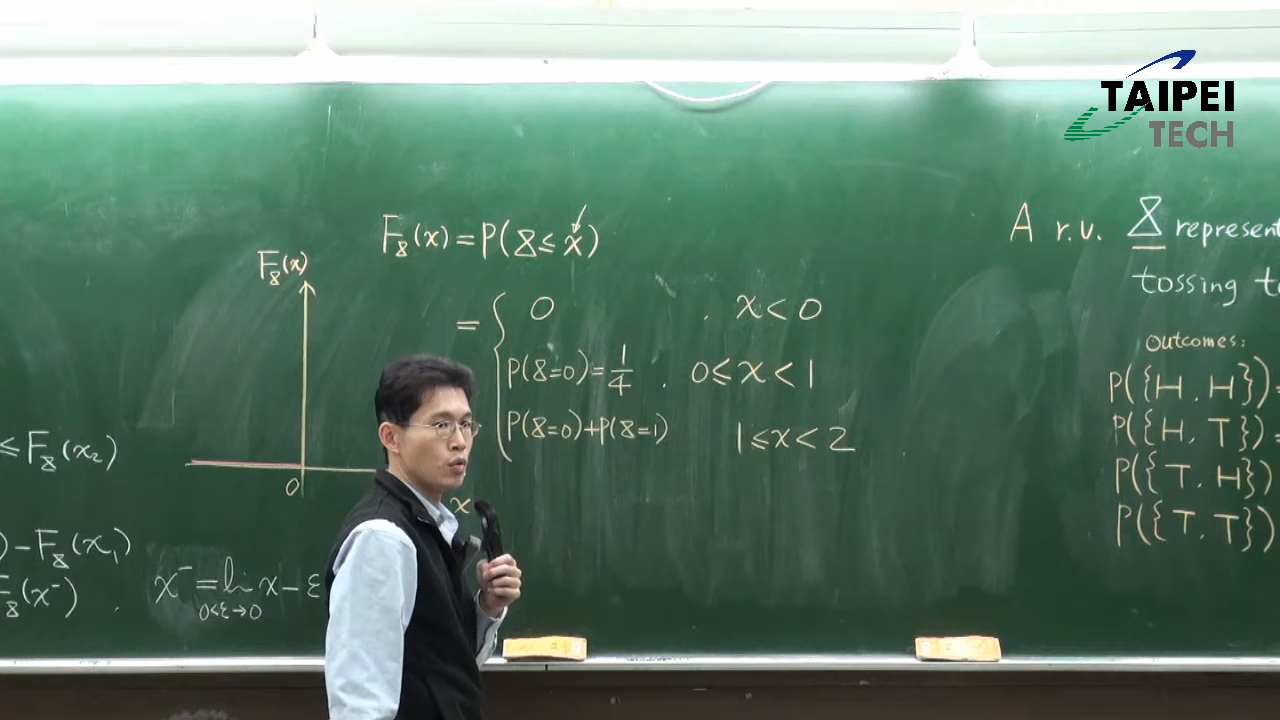 TAIPEI
TECH
F_X(x) = P(X ≤ x)
F_X(x)
= { 0 , x < 0
P(X=0) = 1/4 , 0 ≤ x < 1
P(X=0)+P(X=1) 1 ≤ x < 2
0
x
≤ F_X(x₂)
) − F_X(x₁)
F_X(x⁻) , x⁻ = lim x − ε
0<ε→0
A r.v. X represent
tossing t
outcomes:
P({H, H}) =
P({H, T}) =
P({T, H})
P({T, T})